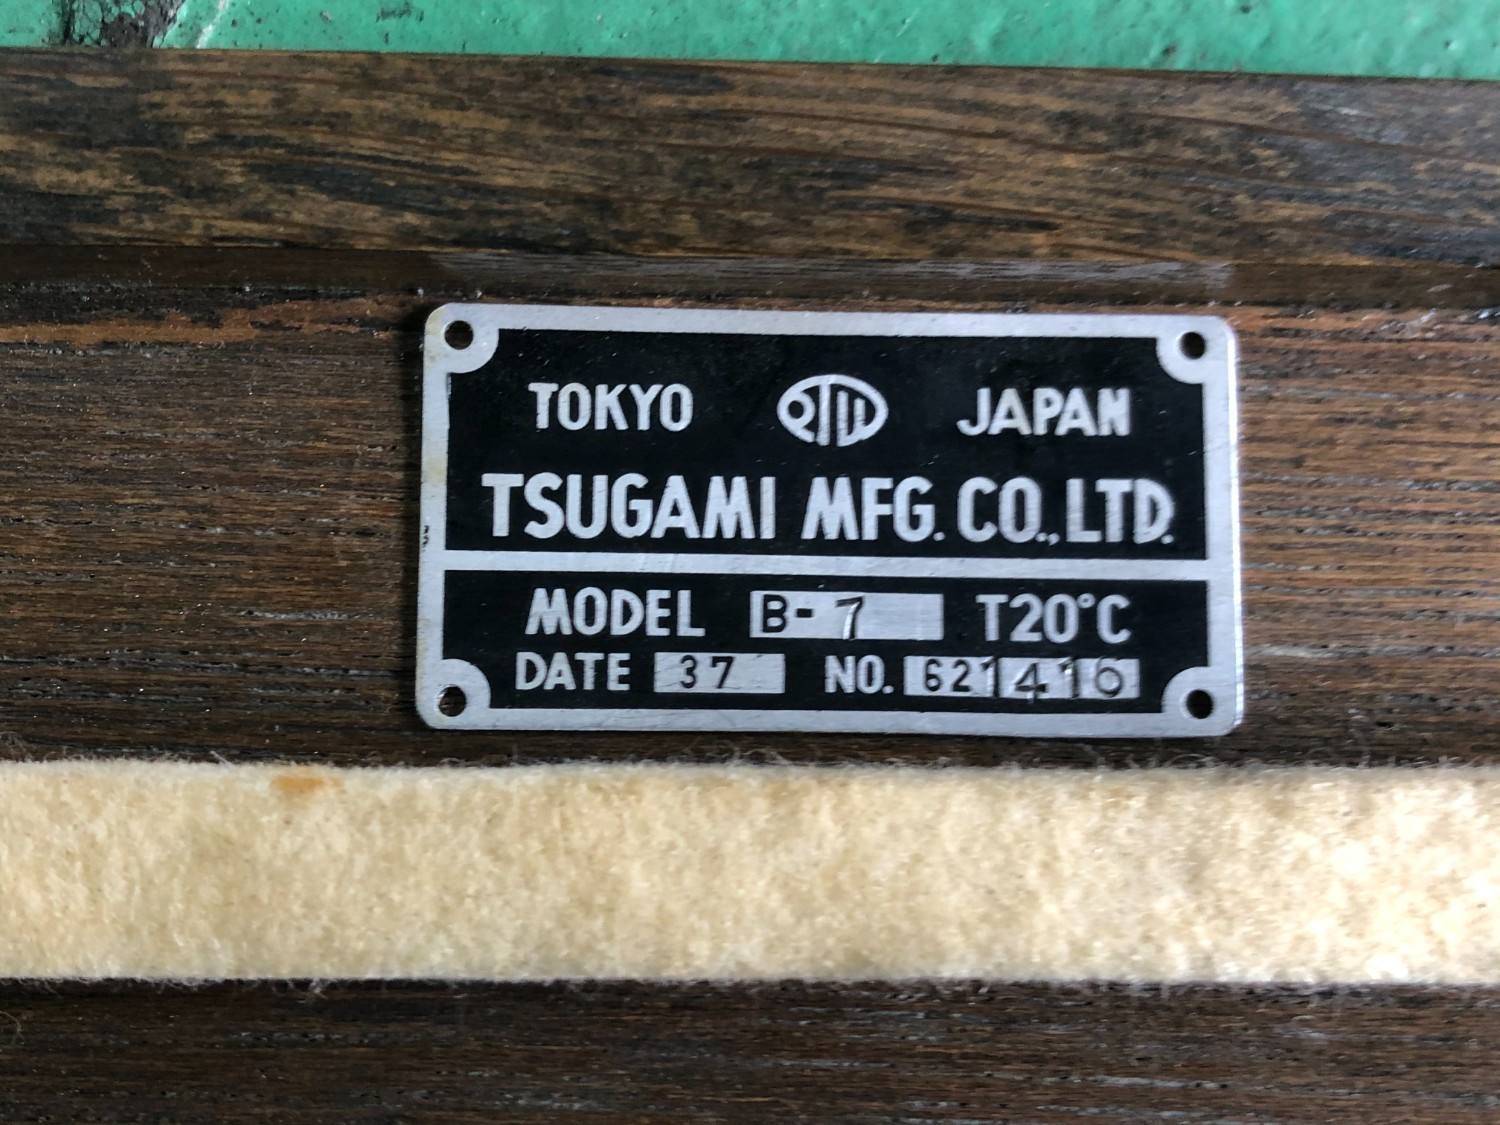 TOKYO JAPAN
TSUGAMI MFG. CO., LTD.
MODEL B-7 T20°C
DATE 37 NO. 621416